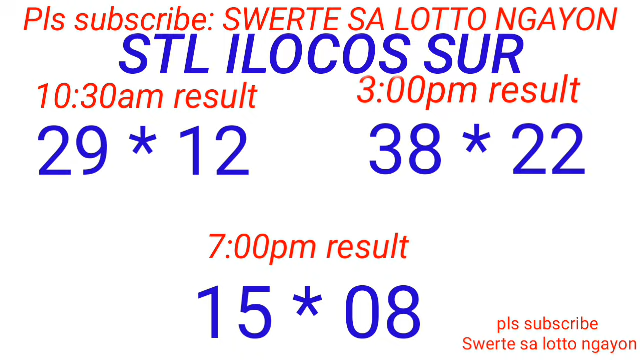 Pls subscribe: SWERTE SA LOTTO NGAYON
STL ILOCOS SUR
10:30am result
29 * 12
3:00pm result
38 * 22
7:00pm result
15 * 08
pls subscribe
Swerte sa lotto ngayon